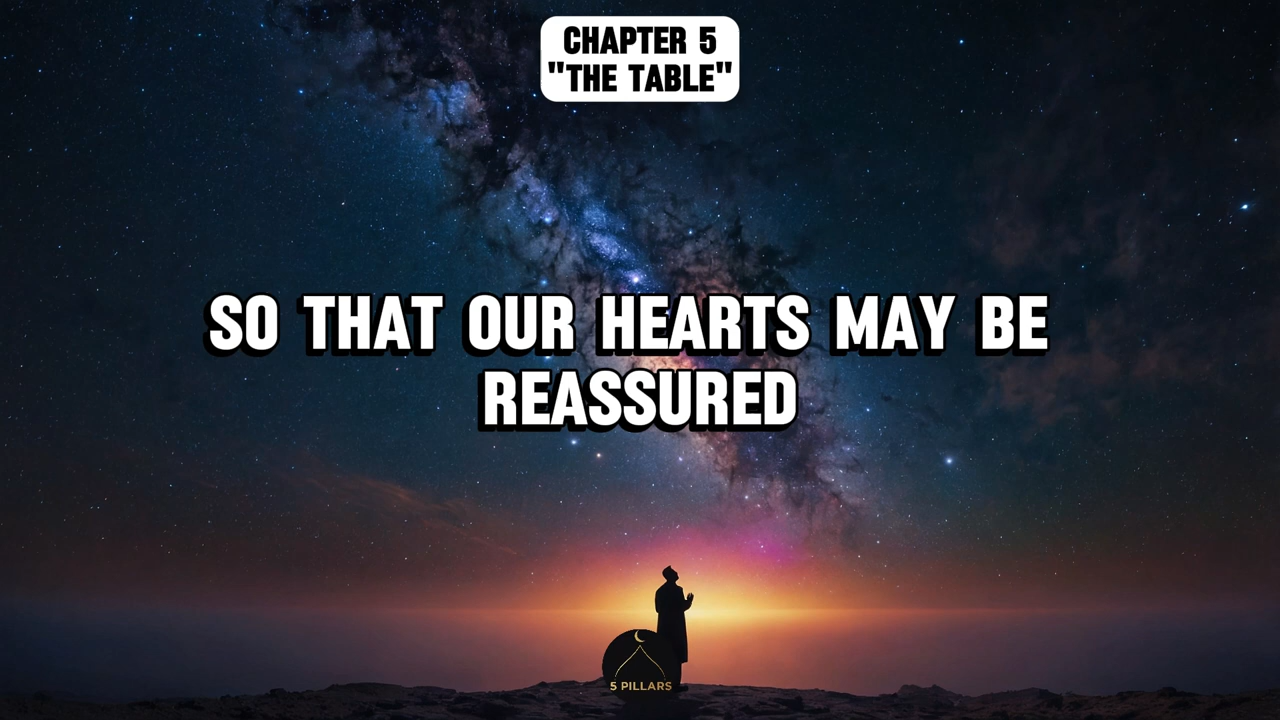 CHAPTER 5
"THE TABLE"
SO THAT OUR HEARTS MAY BE
REASSURED
5 PILLARS